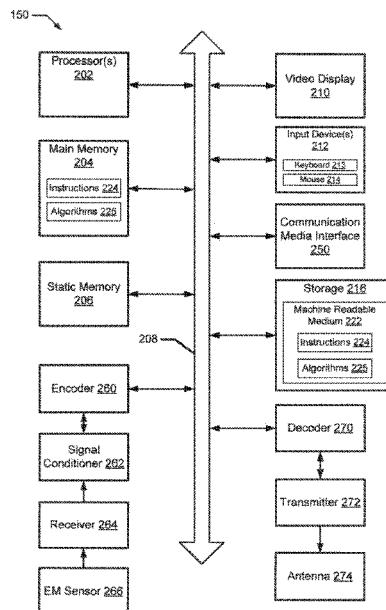 150
Processor(s)
202
Main Memory
204
Instructions 224
Algorithms 225
Static Memory
206
208
Encoder 260
Signal
Conditioner 262
Receiver 264
EM Sensor 266
Video Display
210
Input Device(s)
212
Keyboard 213
Mouse 214
Communication
Media Interface
250
Storage 216
Machine Readable
Medium 222
Instructions 224
Algorithms 225
Decoder 270
Transmitter 272
Antenna 274